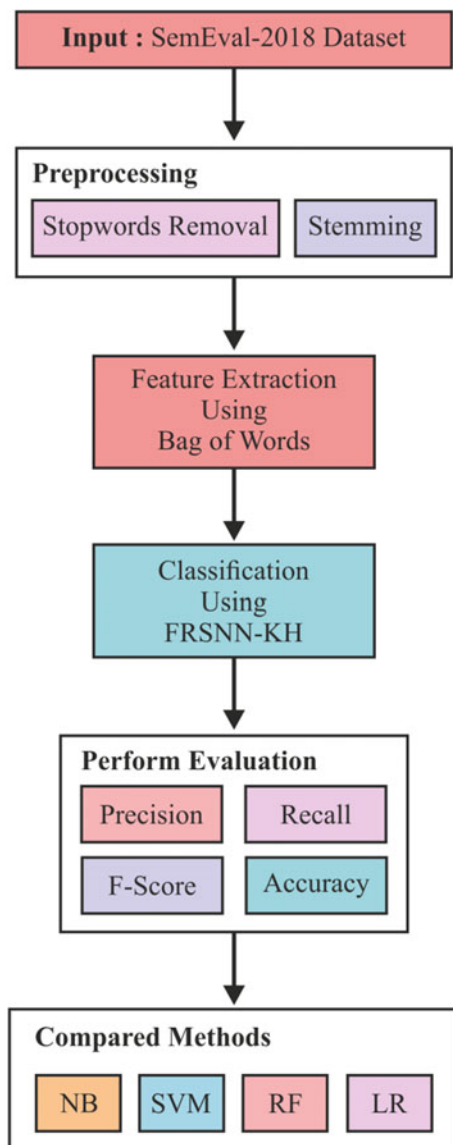 Input : SemEval-2018 Dataset
Preprocessing
Stopwords Removal
Stemming
Feature Extraction
Using
Bag of Words
Classification
Using
FRSNN-KH
Perform Evaluation
Precision
Recall
F-Score
Accuracy
Compared Methods
NB
SVM
RF
LR